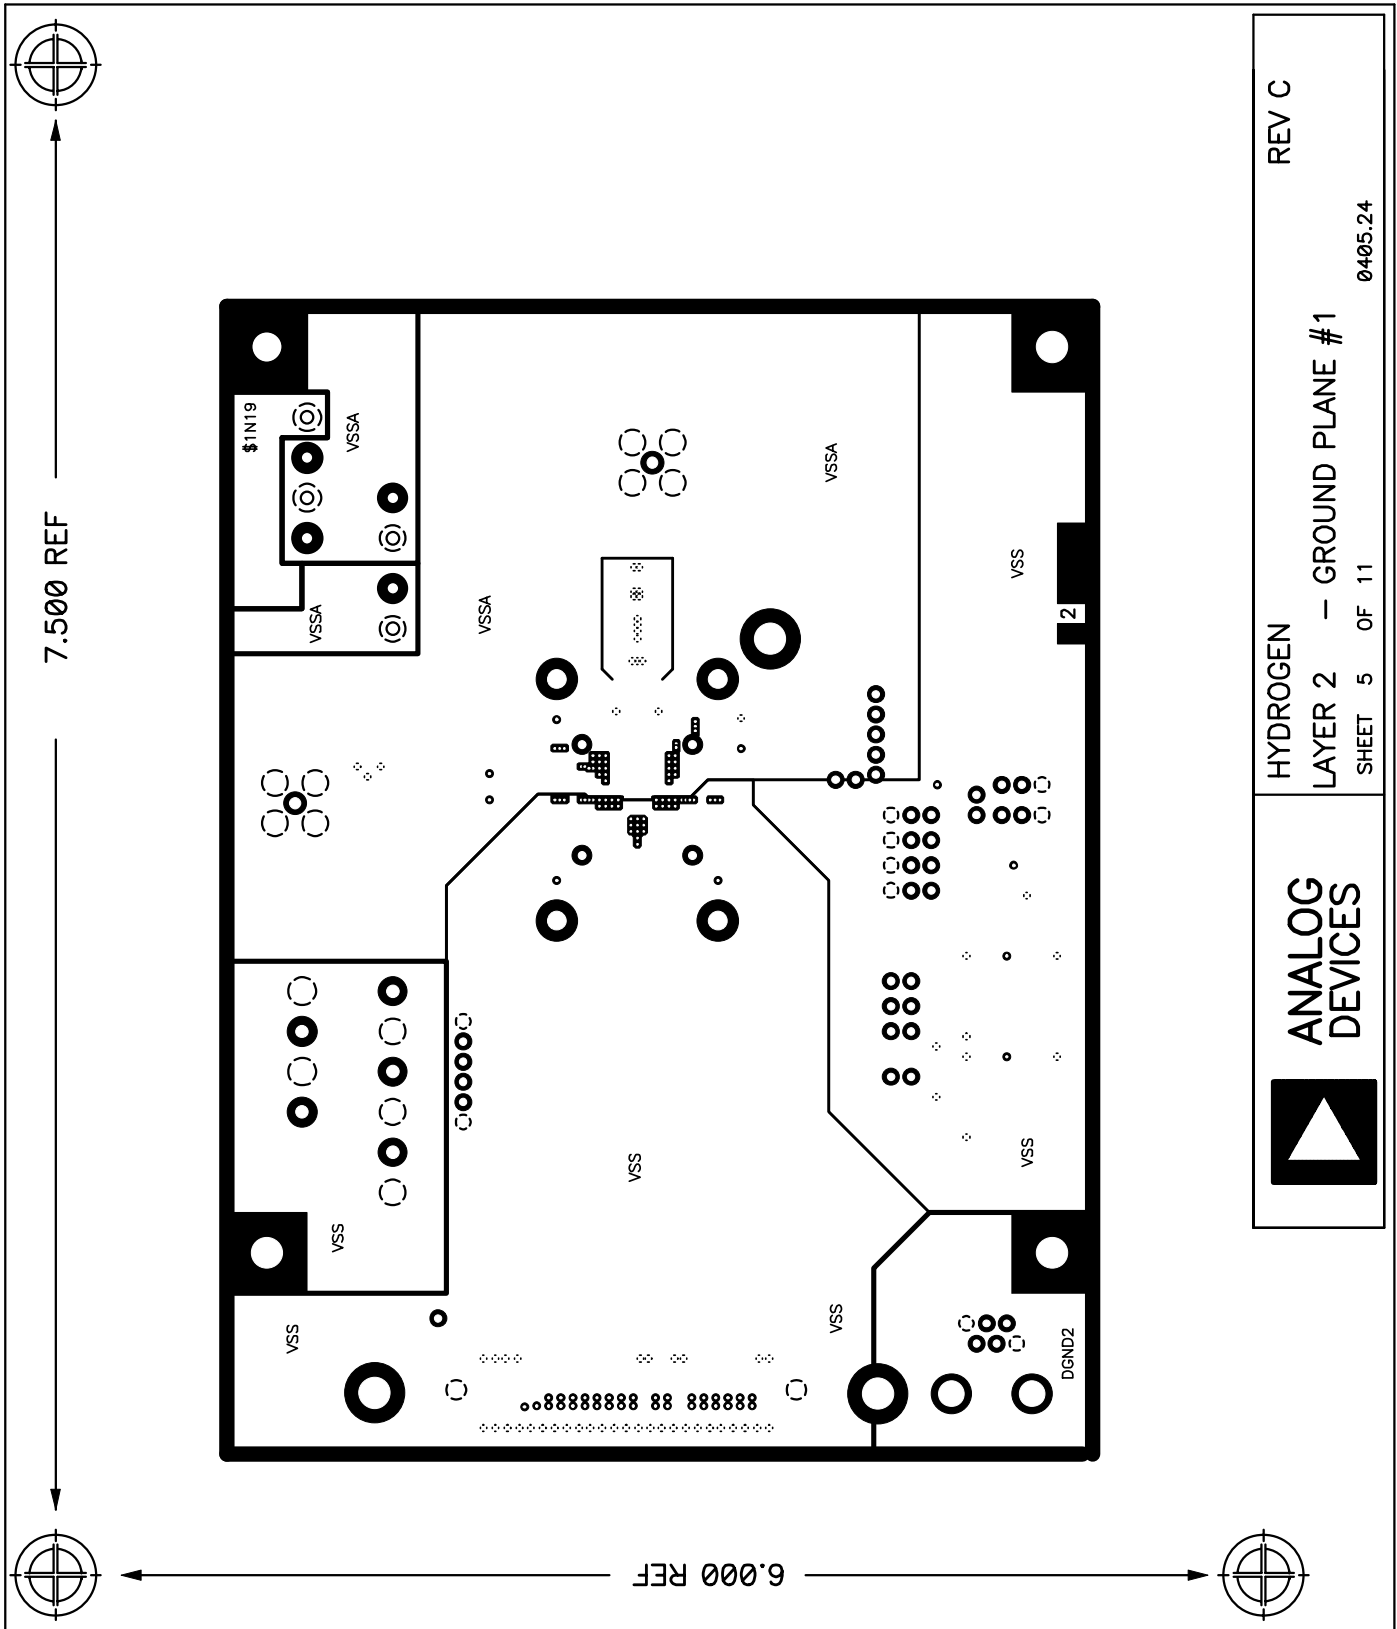 HYDROGEN REV C
LAYER 2 – GROUND PLANE #1
SHEET 5 OF 11 0405.24
ANALOG
DEVICES
7.500 REF
6.000 REF
$1N19
VSSA
VSSA
VSSA
VSSA
VSS
2
VSS
VSS
VSS
VSS
VSS
DGND2